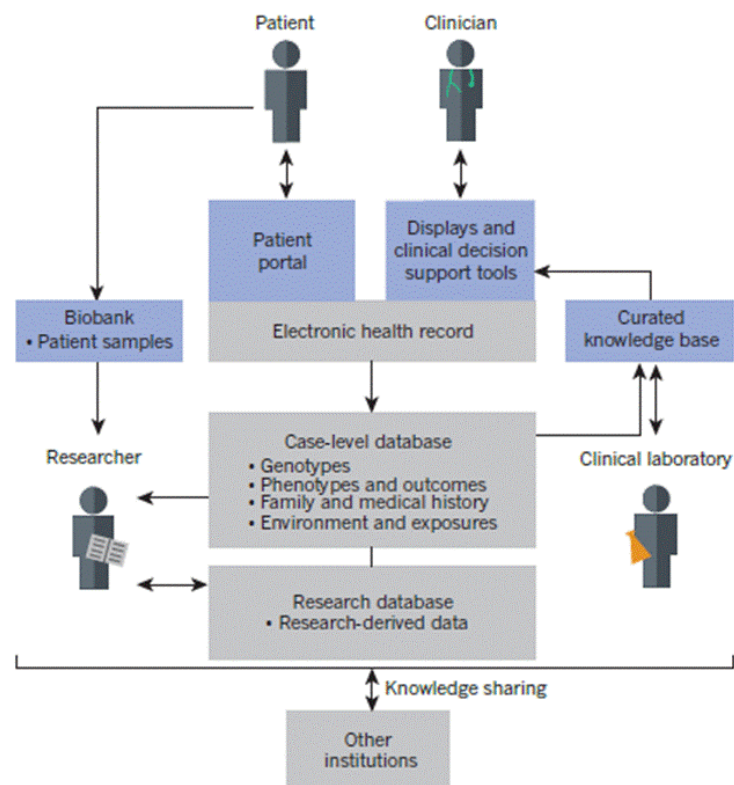 Patient
Clinician
Patient
portal
Displays and
clinical decision
support tools
Biobank
• Patient samples
Electronic health record
Curated
knowledge base
Case-level database
• Genotypes
• Phenotypes and outcomes
• Family and medical history
• Environment and exposures
Researcher
Clinical laboratory
Research database
• Research-derived data
Knowledge sharing
Other
institutions